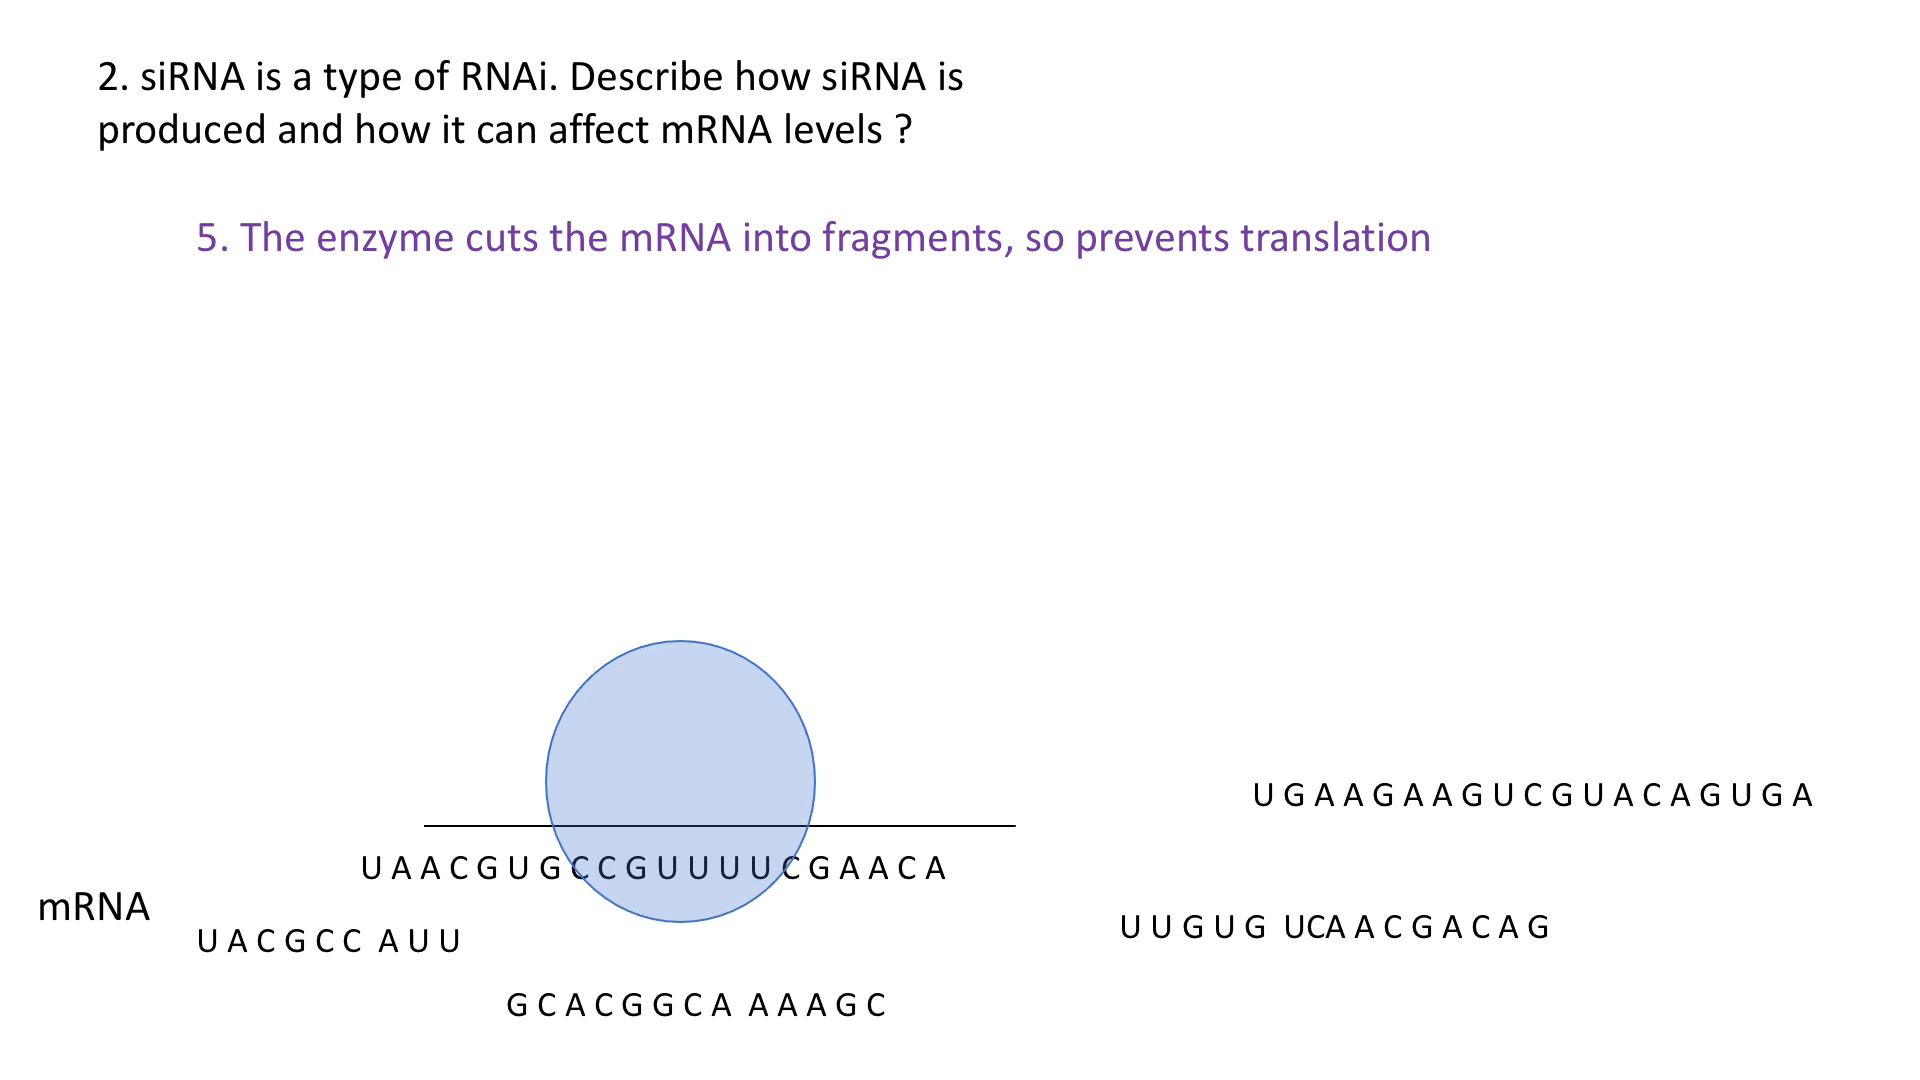 2. siRNA is a type of RNAi. Describe how siRNA is
produced and how it can affect mRNA levels ?
5. The enzyme cuts the mRNA into fragments, so prevents translation
U G A A G A A G U C G U A C A G U G A
U A A C G U G C C G U U U U C G A A C A
mRNA
U U G U G UCA A C G A C A G
U A C G C C A U U
G C A C G G C A A A A G C